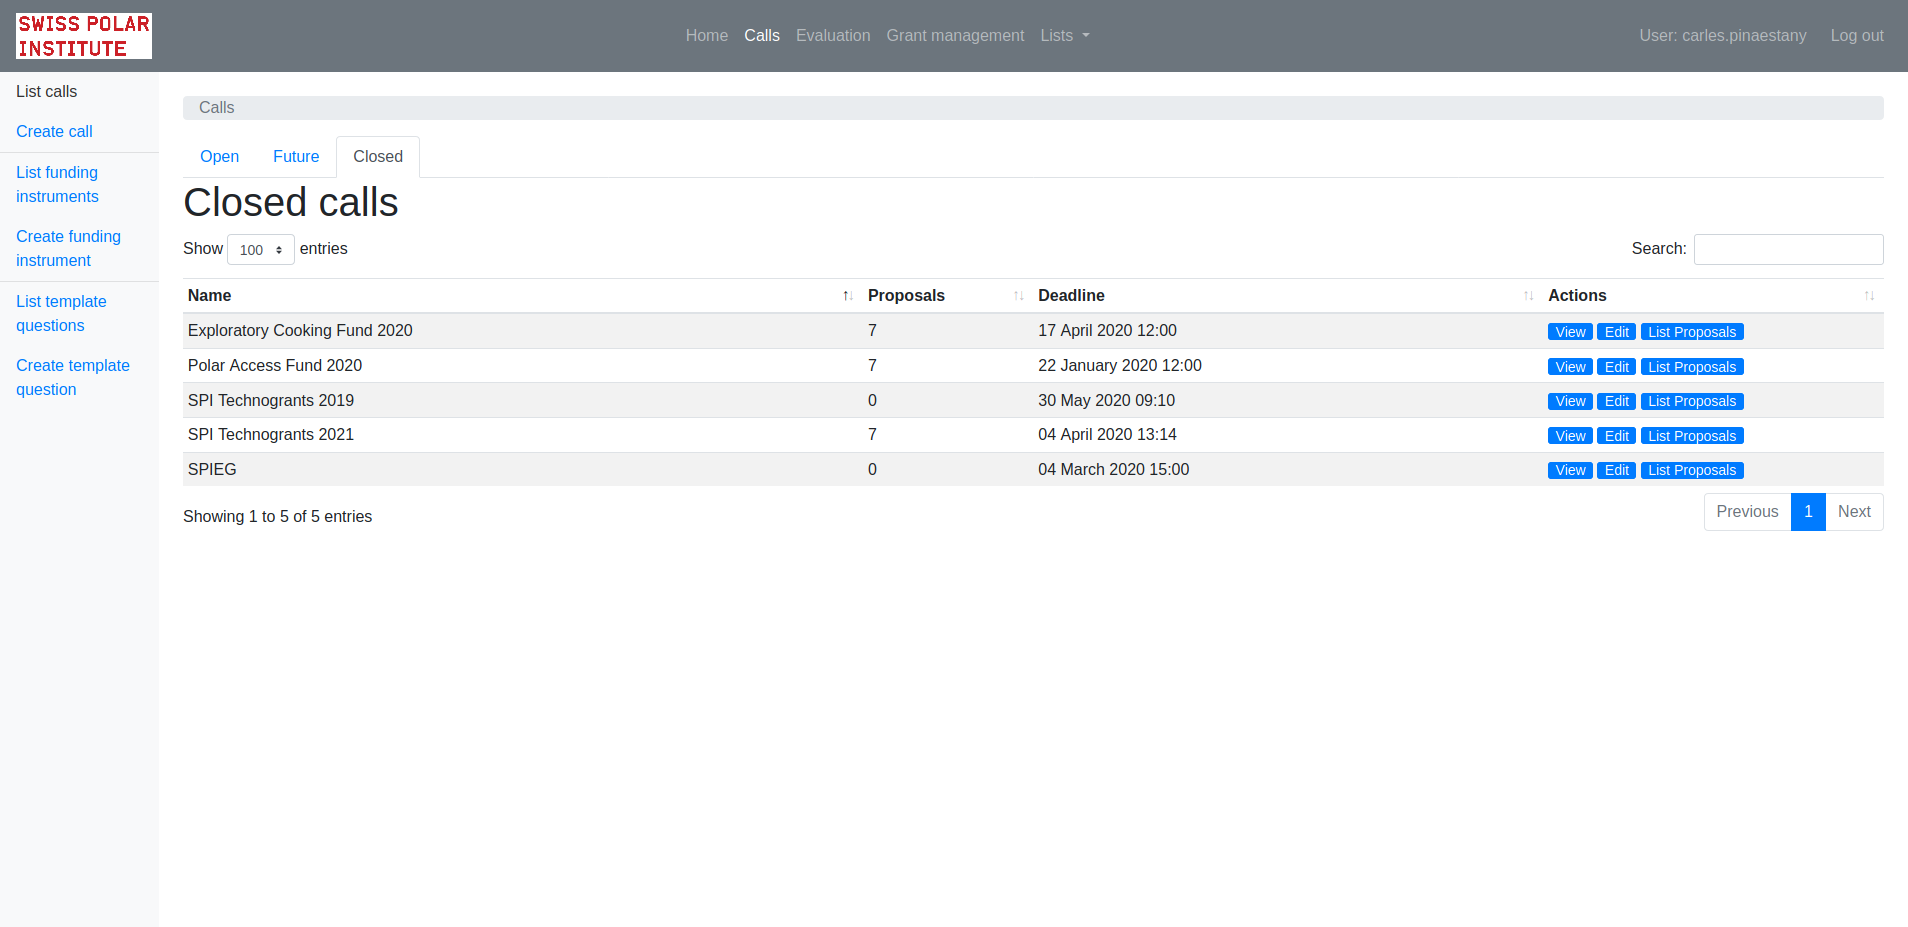 SWISS POLAR
INSTITUTE
Home Calls Evaluation Grant management Lists
User: carles.pinaestany Log out
List calls
Create call
List funding
instruments
Create funding
instrument
List template
questions
Create template
question
Calls
Open Future Closed
Closed calls
Show 100 entries
Search:
Name Proposals Deadline Actions
Exploratory Cooking Fund 2020 7 17 April 2020 12:00 View Edit List Proposals
Polar Access Fund 2020 7 22 January 2020 12:00 View Edit List Proposals
SPI Technogrants 2019 0 30 May 2020 09:10 View Edit List Proposals
SPI Technogrants 2021 7 04 April 2020 13:14 View Edit List Proposals
SPIEG 0 04 March 2020 15:00 View Edit List Proposals
Showing 1 to 5 of 5 entries
Previous 1 Next